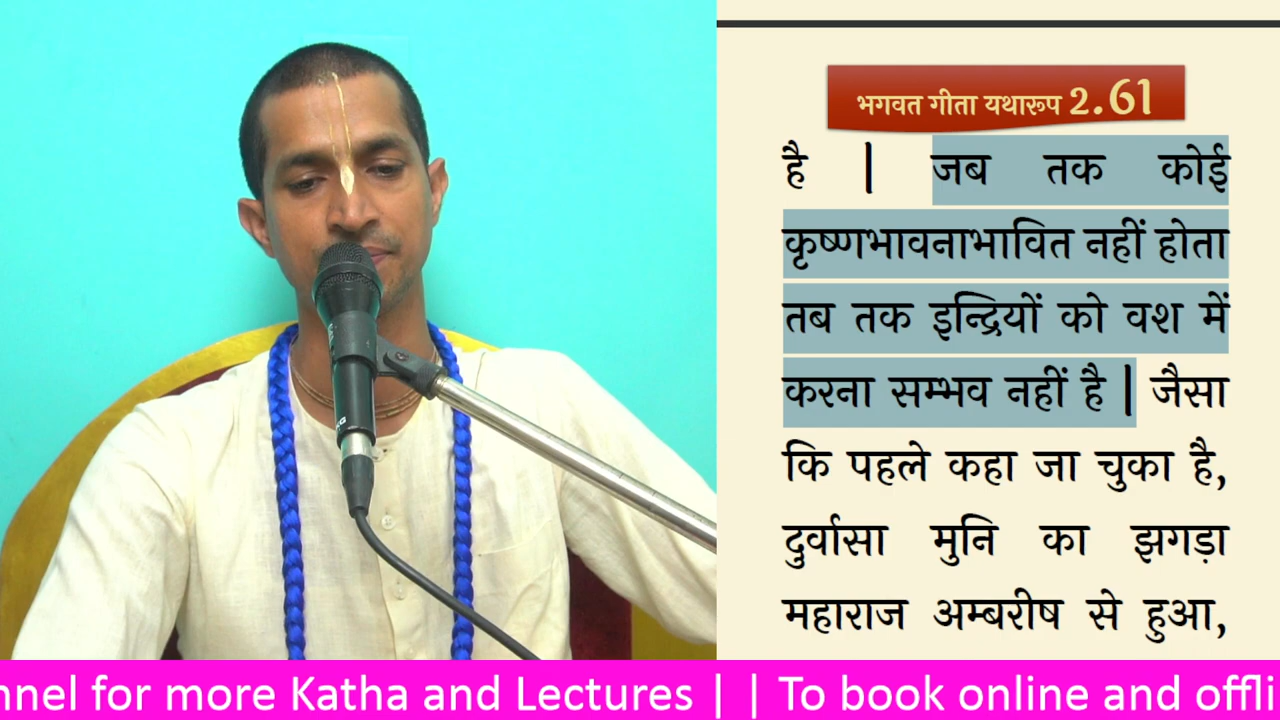 भगवत गीता यथारूप 2.61
है | जब तक कोई
कृष्णभावनाभावित नहीं होता
तब तक इन्द्रियों को वश में
करना सम्भव नहीं है | जैसा
कि पहले कहा जा चुका है,
दुर्वासा मुनि का झगड़ा
महाराज अम्बरीष से हुआ,
nnel for more Katha and Lectures | | To book online and offli